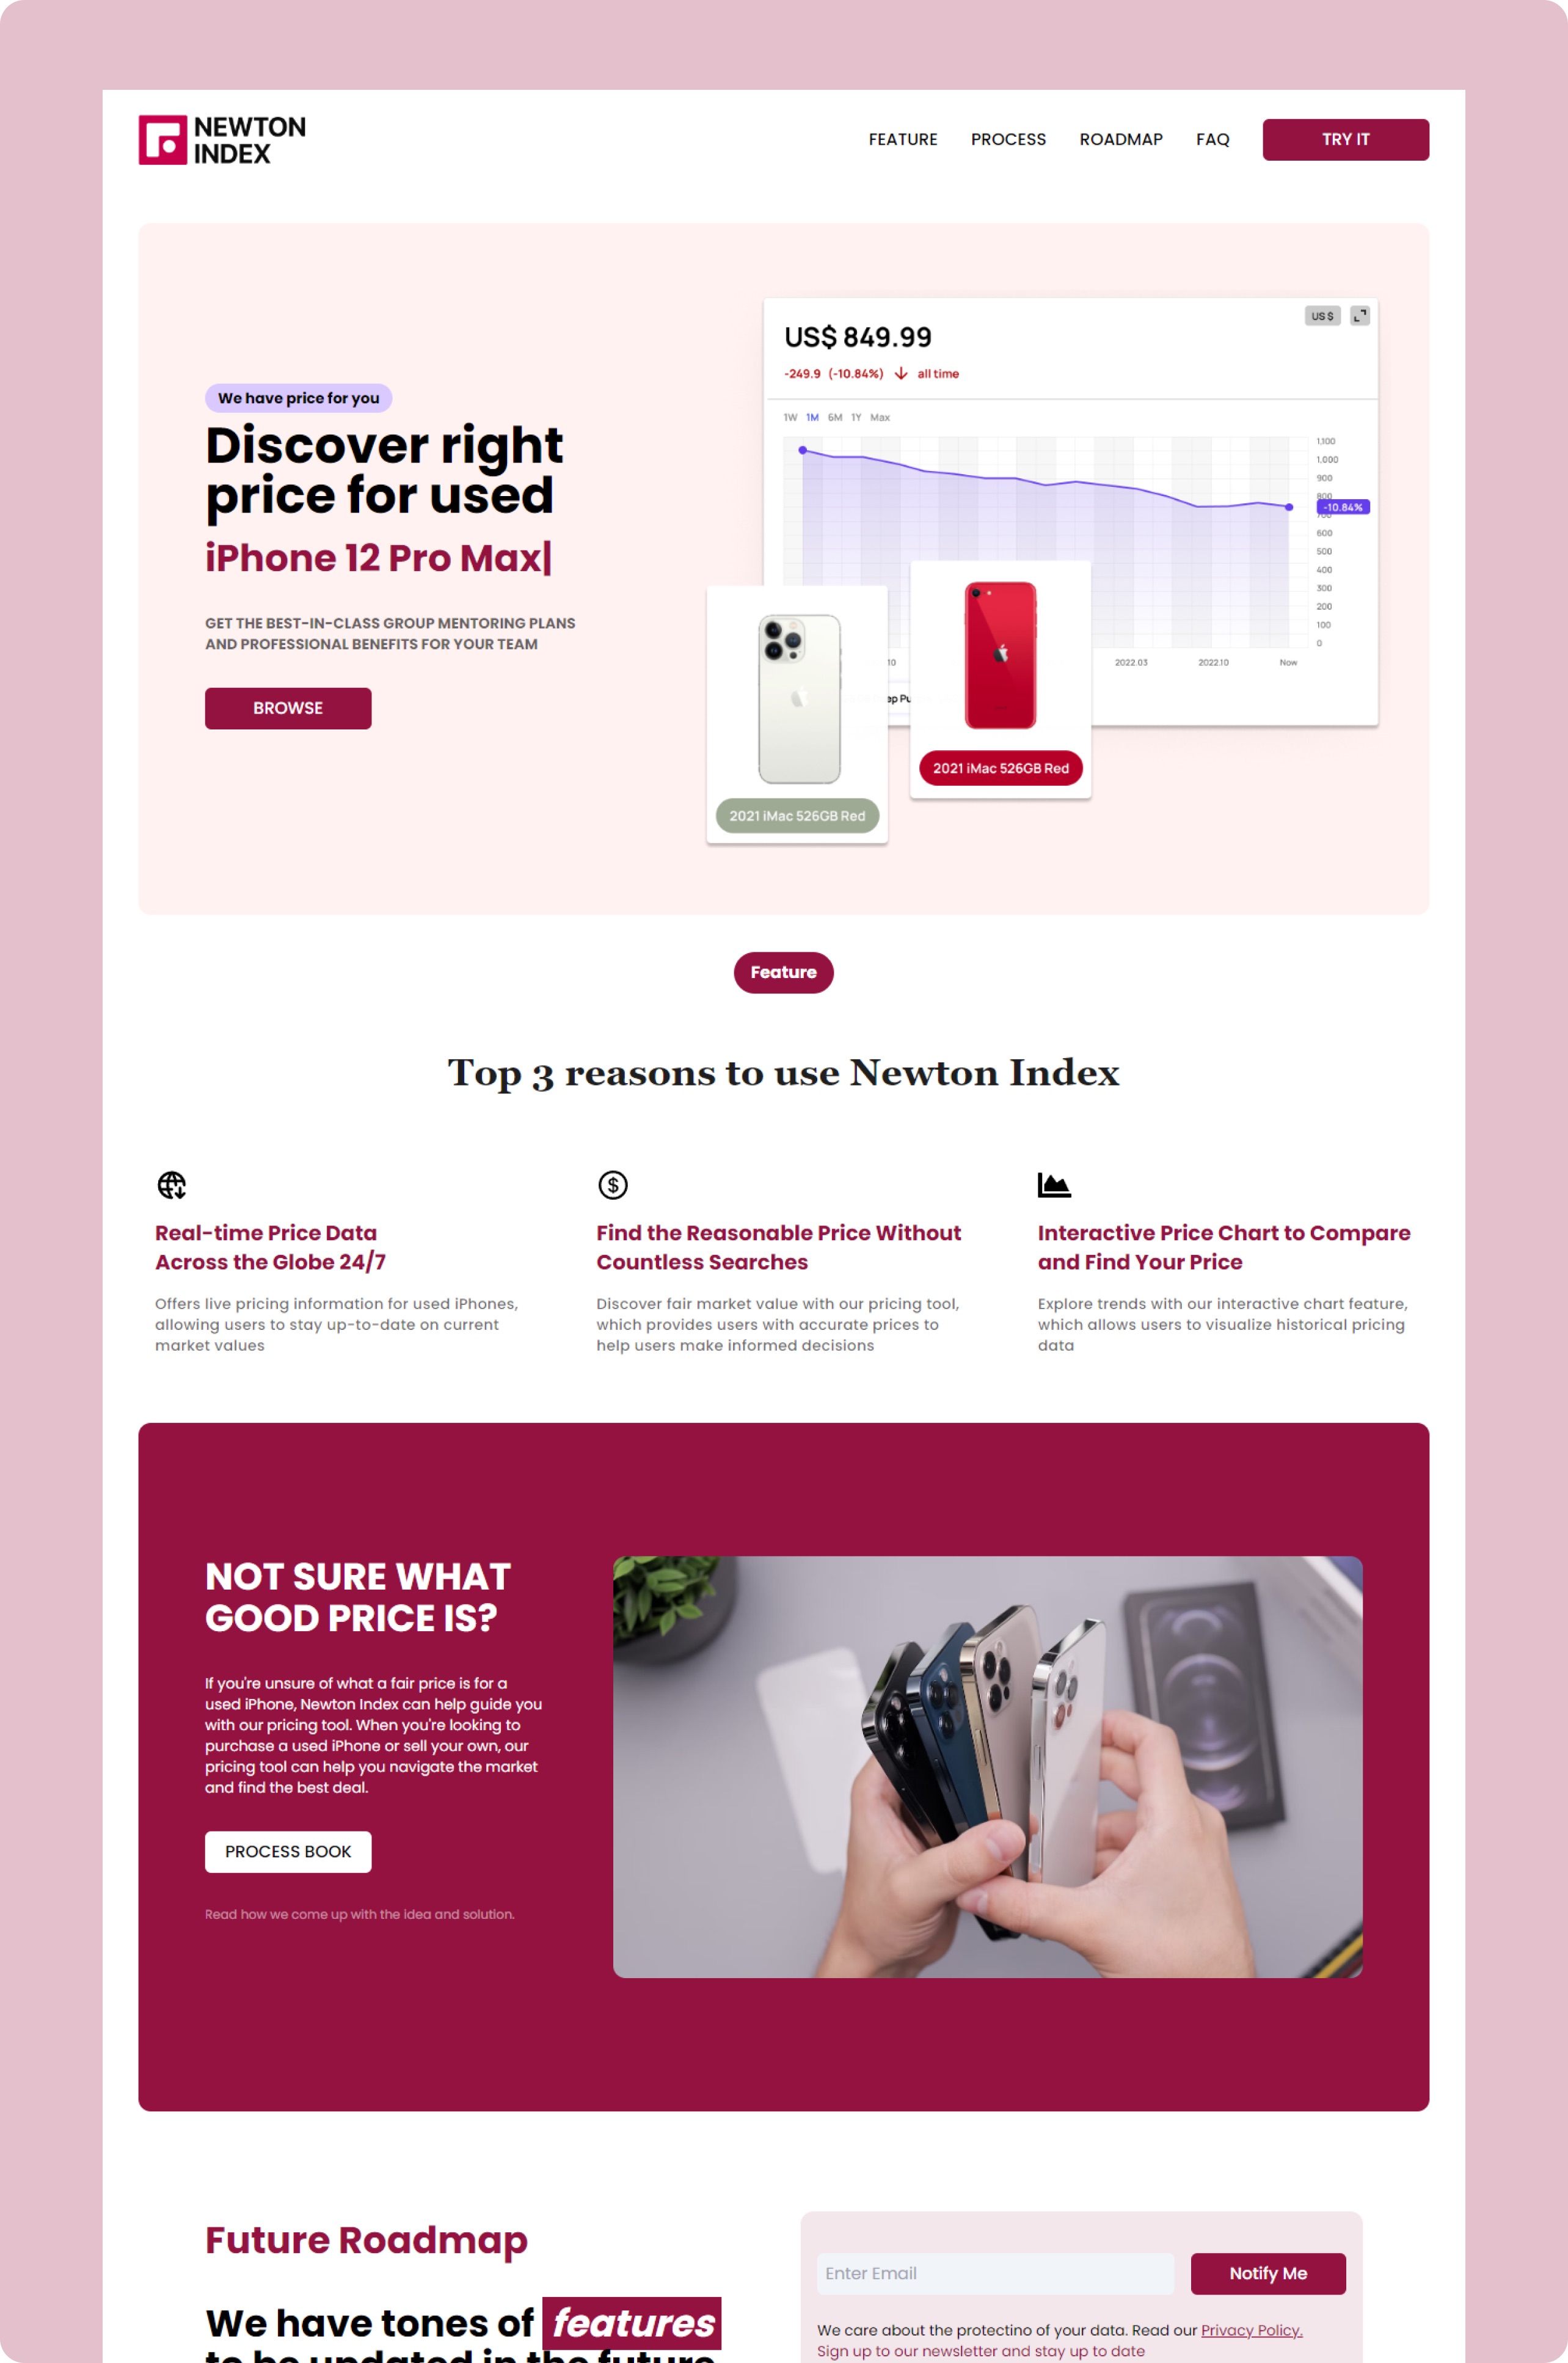 NEWTON
INDEX
FEATURE
PROCESS
ROADMAP
FAQ
TRY IT
We have price for you
Discover right
price for used
iPhone 12 Pro Max|
GET THE BEST-IN-CLASS GROUP MENTORING PLANS
AND PROFESSIONAL BENEFITS FOR YOUR TEAM
BROWSE
US $
US$ 849.99
-249.9 (-10.84%) ↓ all time
1W 1M 6M 1Y Max
1,100
1,000
900
800
-10.84%
700
600
500
400
300
200
100
0
10
2022.03
2022.10
Now
ep Pu
2021 iMac 526GB Red
2021 iMac 526GB Red
Feature
Top 3 reasons to use Newton Index
Real-time Price Data
Across the Globe 24/7
Offers live pricing information for used iPhones,
allowing users to stay up-to-date on current
market values
$
Find the Reasonable Price Without
Countless Searches
Discover fair market value with our pricing tool,
which provides users with accurate prices to
help users make informed decisions
Interactive Price Chart to Compare
and Find Your Price
Explore trends with our interactive chart feature,
which allows users to visualize historical pricing
data
NOT SURE WHAT
GOOD PRICE IS?
If you're unsure of what a fair price is for a
used iPhone, Newton Index can help guide you
with our pricing tool. When you're looking to
purchase a used iPhone or sell your own, our
pricing tool can help you navigate the market
and find the best deal.
PROCESS BOOK
Read how we come up with the idea and solution.
Future Roadmap
We have tones of features
to be updated in the future
Enter Email
Notify Me
We care about the protectino of your data. Read our Privacy Policy.
Sign up to our newsletter and stay up to date